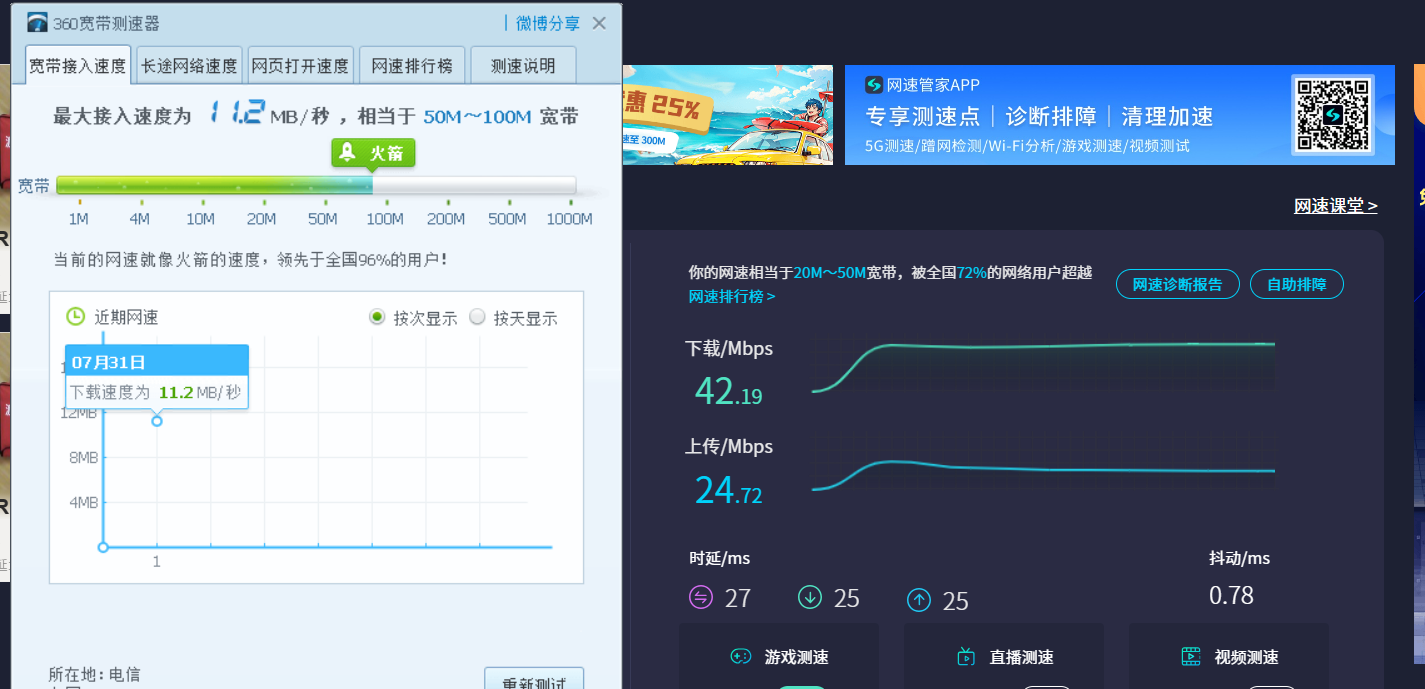 360宽带测速器
微博分享
宽带接入速度
长途网络速度
网页打开速度
网速排行榜
测速说明
最大接入速度为 11.2 MB/秒，相当于 50M～100M 宽带
火箭
宽带
1M 4M 10M 20M 50M 100M 200M 500M 1000M
当前的网速就像火箭的速度，领先于全国96%的用户!
近期网速
按次显示
按天显示
07月31日
下载速度为 11.2 MB/秒
12MB
8MB
4MB
1
所在地: 电信
重新测试
惠 25%
速至 300M
网速管家APP
专享测速点｜诊断排障｜清理加速
5G测速/蹭网检测/Wi-Fi分析/游戏测速/视频测试
网速课堂 >
你的网速相当于20M～50M宽带，被全国72%的网络用户超越
网速排行榜 >
网速诊断报告
自助排障
下载/Mbps
42.19
上传/Mbps
24.72
时延/ms
抖动/ms
27
25
25
0.78
游戏测速
直播测速
视频测速